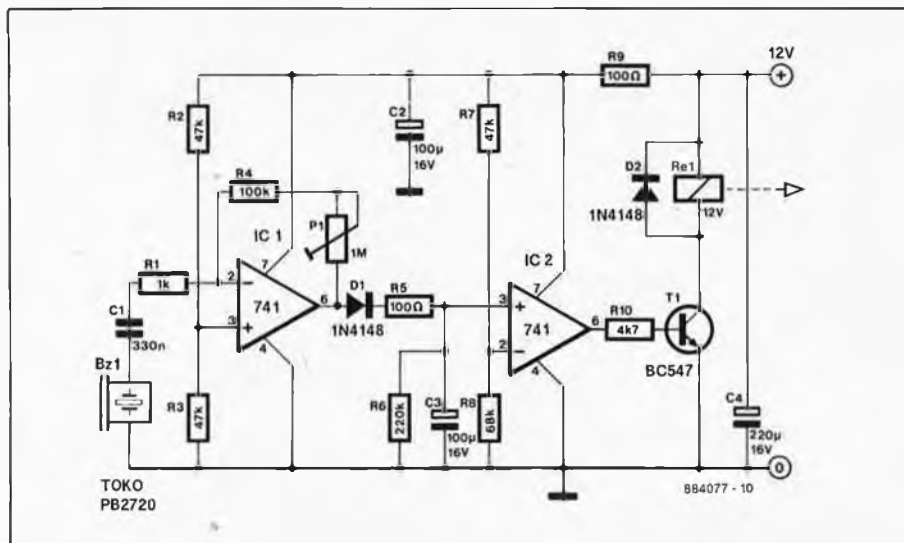 12V
+
R9
100Ω
R2
47k
C2
100µ
16V
R7
47k
R4
100k
D2
1N4148
Re1
12V
IC 1
P1
1M
IC 2
R1
1k
2
7
741
6
3
+
4
D1
1N4148
R5
100Ω
3
7
+
741
6
2
4
R10
4k7
T1
BC547
C1
330n
Bz1
R3
47k
R6
220k
C3
100µ
16V
R8
68k
C4
220µ
16V
0
TOKO
PB2720
884077 - 10